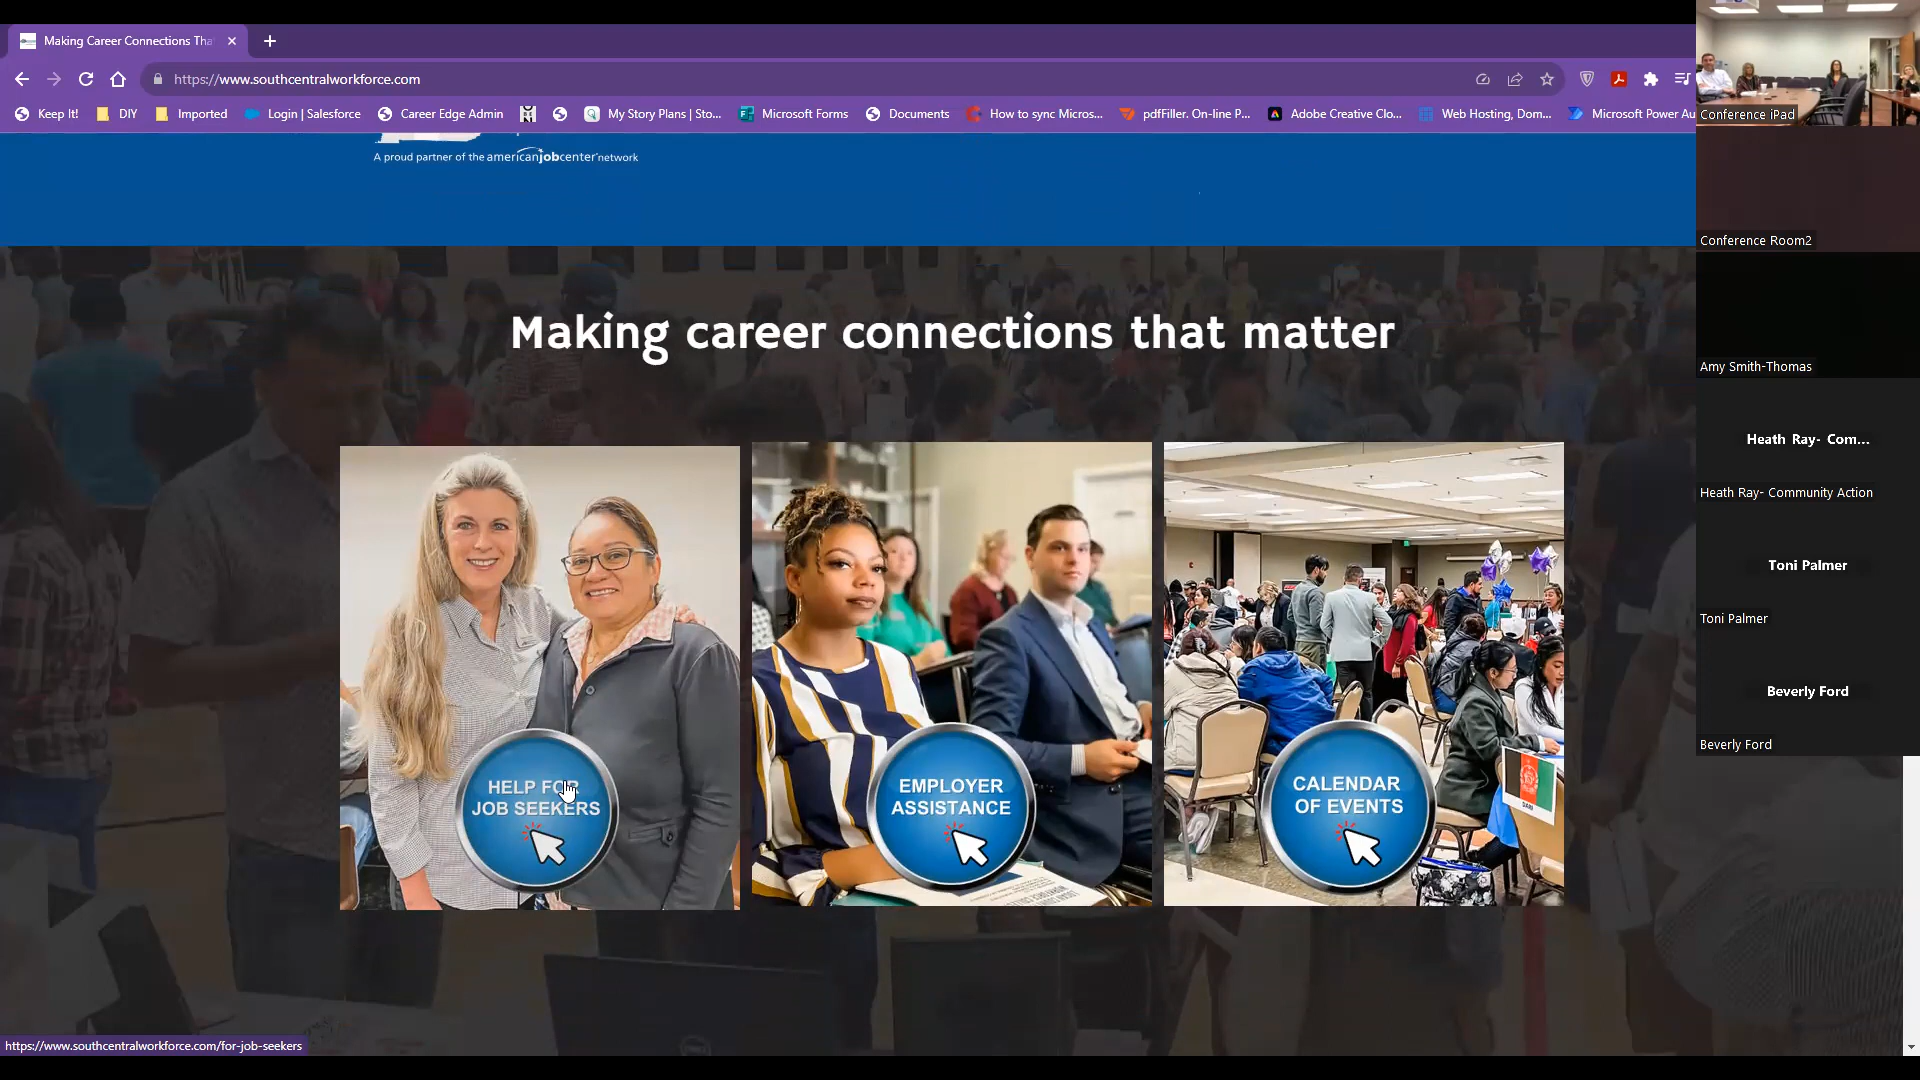 Making Career Connections Tha
https://www.southcentralworkforce.com
Keep It!
DIY
Imported
Login | Salesforce
Career Edge Admin
My Story Plans | Sto...
Microsoft Forms
Documents
How to sync Micros...
pdfFiller. On-line P...
Adobe Creative Clo...
Web Hosting, Dom...
Microsoft Power Au
A proud partner of the americanjobcenter network
Making career connections that matter
HELP FOR
JOB SEEKERS
EMPLOYER
ASSISTANCE
CALENDAR
OF EVENTS
DARI
https://www.southcentralworkforce.com/for-job-seekers
Conference iPad
Conference Room2
Amy Smith-Thomas
Heath Ray- Com...
Heath Ray- Community Action
Toni Palmer
Toni Palmer
Beverly Ford
Beverly Ford